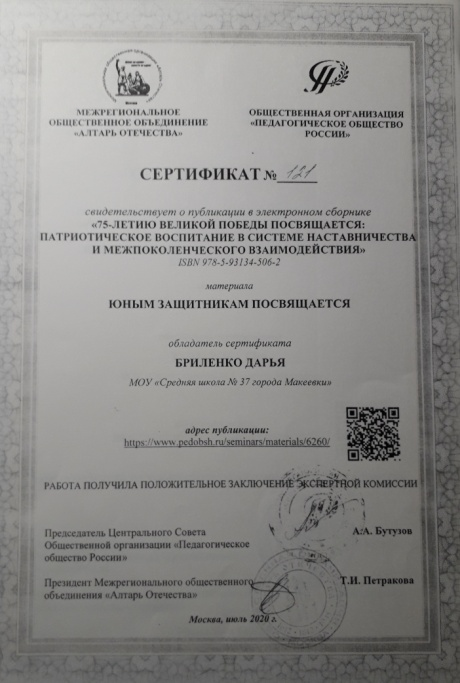 МЕЖРЕГИОНАЛЬНОЕ
ОБЩЕСТВЕННОЕ ОБЪЕДИНЕНИЕ
«АЛТАРЬ ОТЕЧЕСТВА»
ОБЩЕСТВЕННАЯ ОРГАНИЗАЦИЯ
«ПЕДАГОГИЧЕСКОЕ ОБЩЕСТВО
РОССИИ»
СЕРТИФИКАТ № 121
свидетельствует о публикации в электронном сборнике
«75-ЛЕТИЮ ВЕЛИКОЙ ПОБЕДЫ ПОСВЯЩАЕТСЯ:
ПАТРИОТИЧЕСКОЕ ВОСПИТАНИЕ В СИСТЕМЕ НАСТАВНИЧЕСТВА
И МЕЖПОКОЛЕНЧЕСКОГО ВЗАИМОДЕЙСТВИЯ»
ISBN 978-5-93134-506-2
материала
ЮНЫМ ЗАЩИТНИКАМ ПОСВЯЩАЕТСЯ
обладатель сертификата
БРИЛЕНКО ДАРЬЯ
МОУ «Средняя школа № 37 города Макеевки»
адрес публикации:
https://www.pedobsh.ru/seminars/materials/6260/
РАБОТА ПОЛУЧИЛА ПОЛОЖИТЕЛЬНОЕ ЗАКЛЮЧЕНИЕ ЭКСПЕРТНОЙ КОМИССИИ
Председатель Центрального Совета
Общественной организации «Педагогическое
общество России»
А.А. Бутузов
Президент Межрегионального общественного
объединения «Алтарь Отечества»
Т.И. Петракова
Москва, июль 2020 г.